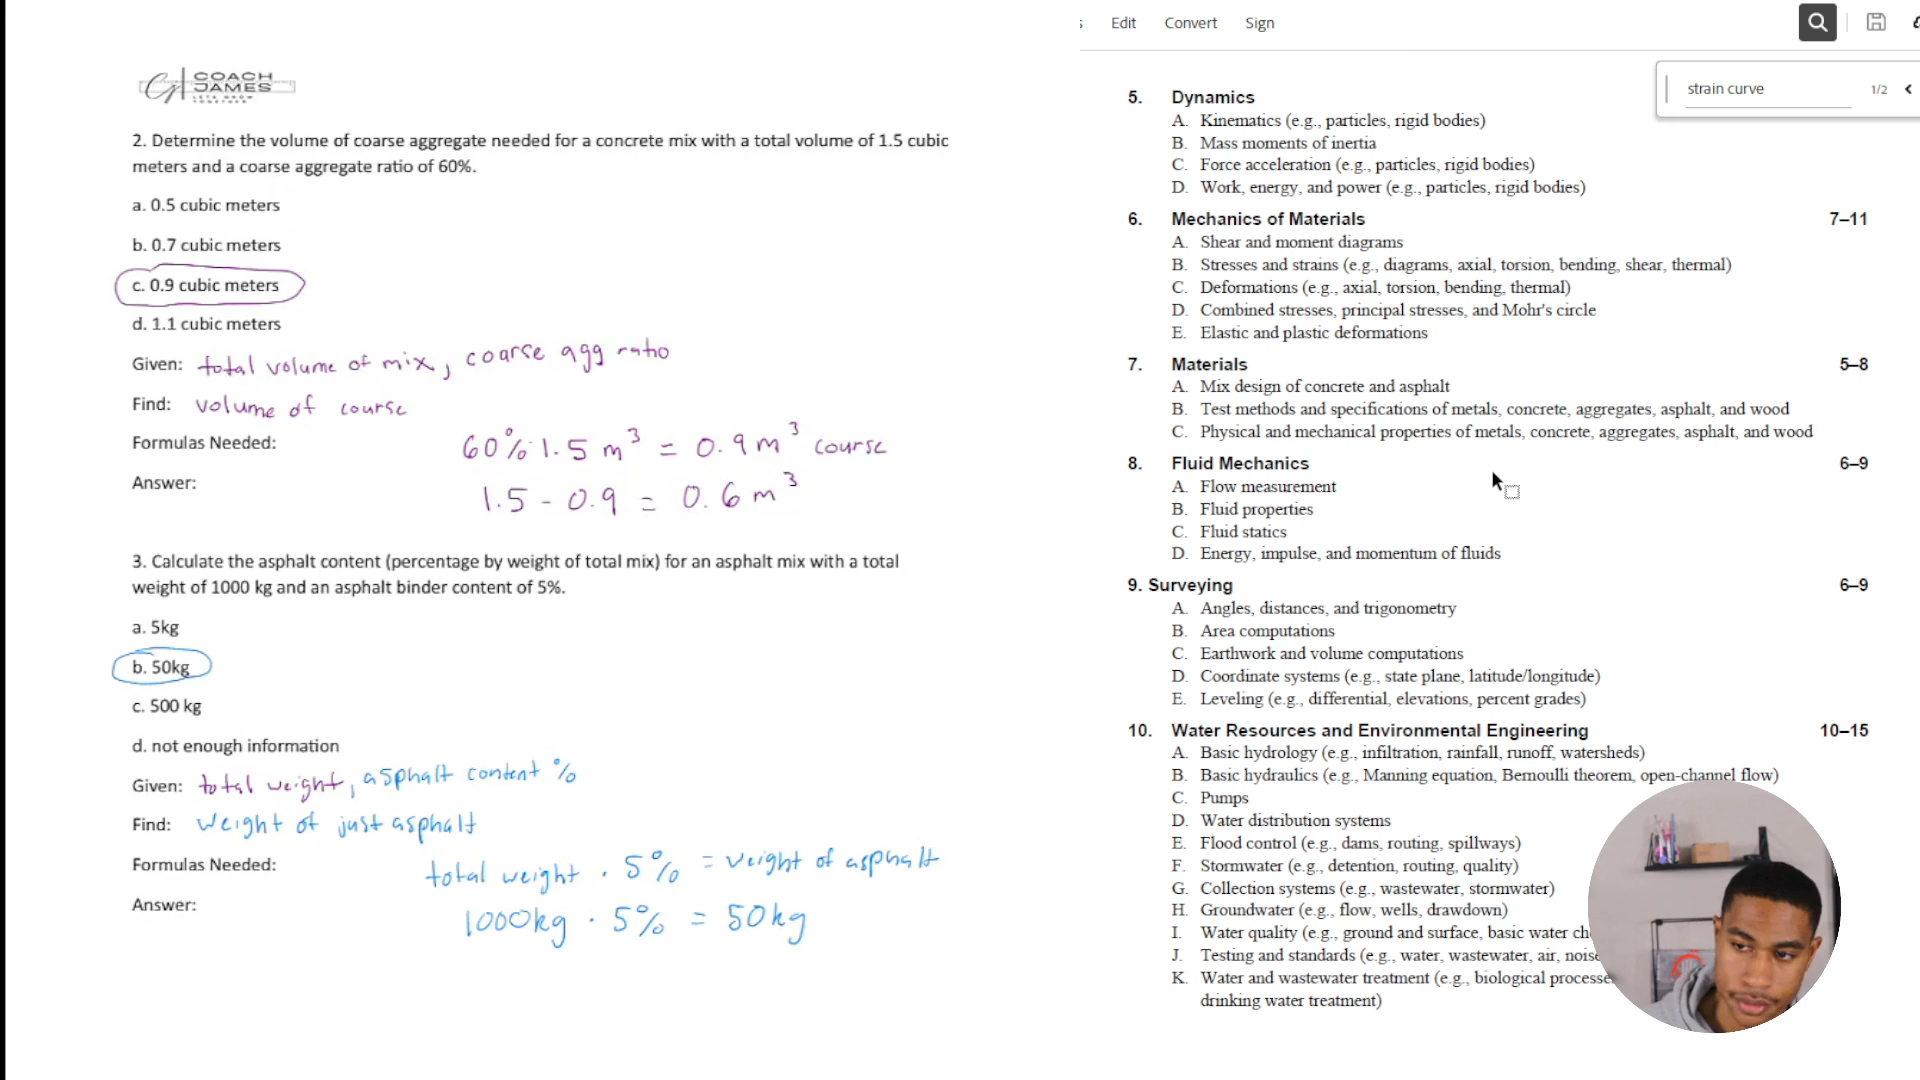 COACH
JAMES
LETS GROW
TOGETHER
2. Determine the volume of coarse aggregate needed for a concrete mix with a total volume of 1.5 cubic
meters and a coarse aggregate ratio of 60%.
a. 0.5 cubic meters
b. 0.7 cubic meters
c. 0.9 cubic meters
d. 1.1 cubic meters
Given: total volume of mix, coarse agg ratio
Find: volume of course
Formulas Needed:
60% · 1.5 m³ = 0.9 m³ course
Answer:
1.5 - 0.9 = 0.6 m³
3. Calculate the asphalt content (percentage by weight of total mix) for an asphalt mix with a total
weight of 1000 kg and an asphalt binder content of 5%.
a. 5kg
b. 50kg
c. 500 kg
d. not enough information
Given: total weight, asphalt content %
Find: weight of just asphalt
Formulas Needed:
total weight · 5% = weight of asphalt
Answer:
1000kg · 5% = 50kg
Edit Convert Sign
strain curve 1/2
5. Dynamics
A. Kinematics (e.g., particles, rigid bodies)
B. Mass moments of inertia
C. Force acceleration (e.g., particles, rigid bodies)
D. Work, energy, and power (e.g., particles, rigid bodies)
6. Mechanics of Materials 7–11
A. Shear and moment diagrams
B. Stresses and strains (e.g., diagrams, axial, torsion, bending, shear, thermal)
C. Deformations (e.g., axial, torsion, bending, thermal)
D. Combined stresses, principal stresses, and Mohr's circle
E. Elastic and plastic deformations
7. Materials 5–8
A. Mix design of concrete and asphalt
B. Test methods and specifications of metals, concrete, aggregates, asphalt, and wood
C. Physical and mechanical properties of metals, concrete, aggregates, asphalt, and wood
8. Fluid Mechanics 6–9
A. Flow measurement
B. Fluid properties
C. Fluid statics
D. Energy, impulse, and momentum of fluids
9. Surveying 6–9
A. Angles, distances, and trigonometry
B. Area computations
C. Earthwork and volume computations
D. Coordinate systems (e.g., state plane, latitude/longitude)
E. Leveling (e.g., differential, elevations, percent grades)
10. Water Resources and Environmental Engineering 10–15
A. Basic hydrology (e.g., infiltration, rainfall, runoff, watersheds)
B. Basic hydraulics (e.g., Manning equation, Bernoulli theorem, open-channel flow)
C. Pumps
D. Water distribution systems
E. Flood control (e.g., dams, routing, spillways)
F. Stormwater (e.g., detention, routing, quality)
G. Collection systems (e.g., wastewater, stormwater)
H. Groundwater (e.g., flow, wells, drawdown)
I. Water quality (e.g., ground and surface, basic water ch
J. Testing and standards (e.g., water, wastewater, air, nois
K. Water and wastewater treatment (e.g., biological processe
drinking water treatment)